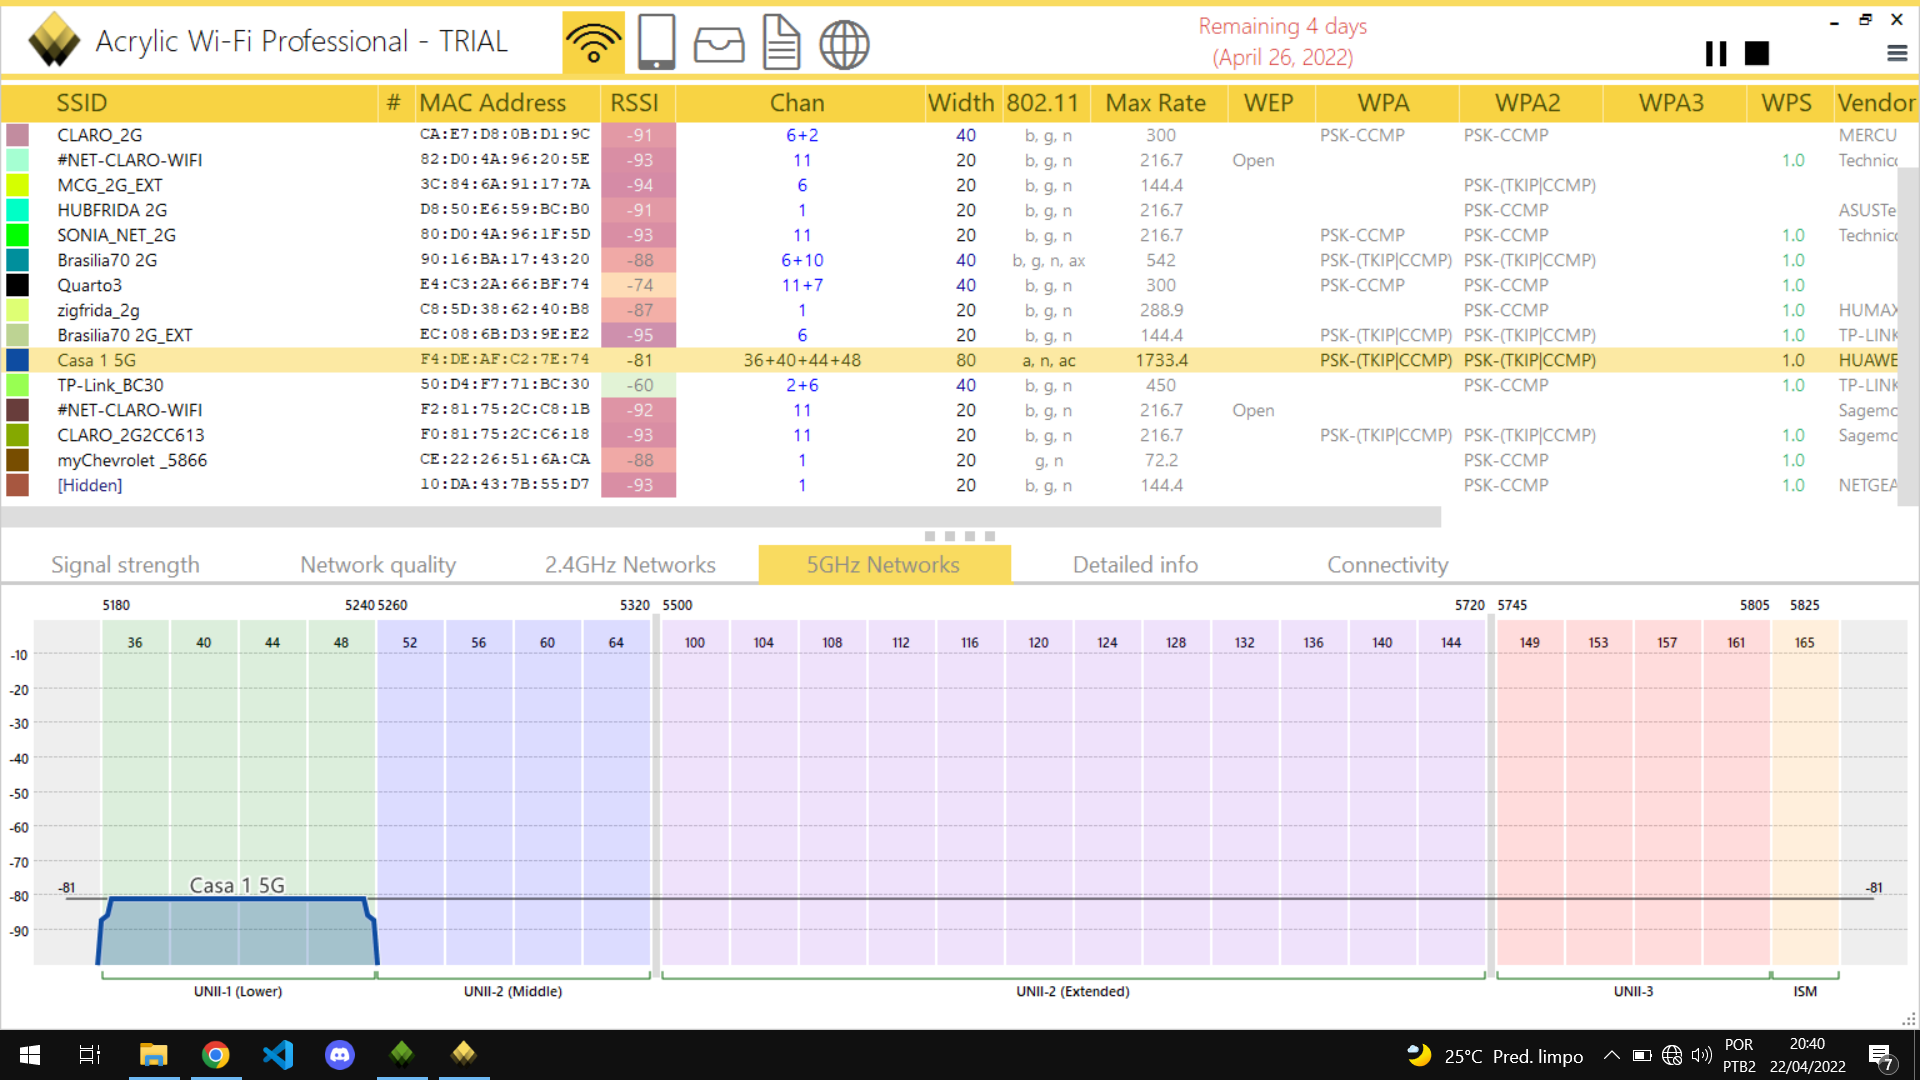 Acrylic Wi-Fi Professional - TRIAL
Remaining 4 days
(April 26, 2022)
SSID # MAC Address RSSI Chan Width 802.11 Max Rate WEP WPA WPA2 WPA3 WPS Vendor
CLARO_2G CA:E7:D8:0B:D1:9C -91 6+2 40 b, g, n 300 PSK-CCMP PSK-CCMP MERCU
#NET-CLARO-WIFI 82:D0:4A:96:20:5E -93 11 20 b, g, n 216.7 Open 1.0 Technic
MCG_2G_EXT 3C:84:6A:91:17:7A -94 6 20 b, g, n 144.4 PSK-(TKIP|CCMP)
HUBFRIDA 2G D8:50:E6:59:BC:B0 -91 1 20 b, g, n 216.7 PSK-CCMP ASUSTe
SONIA_NET_2G 80:D0:4A:96:1F:5D -93 11 20 b, g, n 216.7 PSK-CCMP PSK-CCMP 1.0 Technic
Brasilia70 2G 90:16:BA:17:43:20 -88 6+10 40 b, g, n, ax 542 PSK-(TKIP|CCMP) PSK-(TKIP|CCMP) 1.0
Quarto3 E4:C3:2A:66:BF:74 -74 11+7 40 b, g, n 300 PSK-CCMP PSK-CCMP 1.0
zigfrida_2g C8:5D:38:62:40:B8 -87 1 20 b, g, n 288.9 PSK-CCMP 1.0 HUMAX
Brasilia70 2G_EXT EC:08:6B:D3:9E:E2 -95 6 20 b, g, n 144.4 PSK-(TKIP|CCMP) PSK-(TKIP|CCMP) 1.0 TP-LINK
Casa 1 5G F4:DE:AF:C2:7E:74 -81 36+40+44+48 80 a, n, ac 1733.4 PSK-(TKIP|CCMP) PSK-(TKIP|CCMP) 1.0 HUAWE
TP-Link_BC30 50:D4:F7:71:BC:30 -60 2+6 40 b, g, n 450 PSK-CCMP 1.0 TP-LINK
#NET-CLARO-WIFI F2:81:75:2C:C8:1B -92 11 20 b, g, n 216.7 Open Sagemc
CLARO_2G2CC613 F0:81:75:2C:C6:18 -93 11 20 b, g, n 216.7 PSK-(TKIP|CCMP) PSK-(TKIP|CCMP) 1.0 Sagemc
myChevrolet _5866 CE:22:26:51:6A:CA -88 1 20 g, n 72.2 PSK-CCMP 1.0
[Hidden] 10:DA:43:7B:55:D7 -93 1 20 b, g, n 144.4 PSK-CCMP 1.0 NETGEA
Signal strength Network quality 2.4GHz Networks 5GHz Networks Detailed info Connectivity
5180 5240 5260 5320 5500 5720 5745 5805 5825
36 40 44 48 52 56 60 64 100 104 108 112 116 120 124 128 132 136 140 144 149 153 157 161 165
-10
-20
-30
-40
-50
-60
-70
-81 Casa 1 5G -81
-80
-90
UNII-1 (Lower) UNII-2 (Middle) UNII-2 (Extended) UNII-3 ISM
25°C Pred. limpo
POR
PTB2
20:40
22/04/2022
7